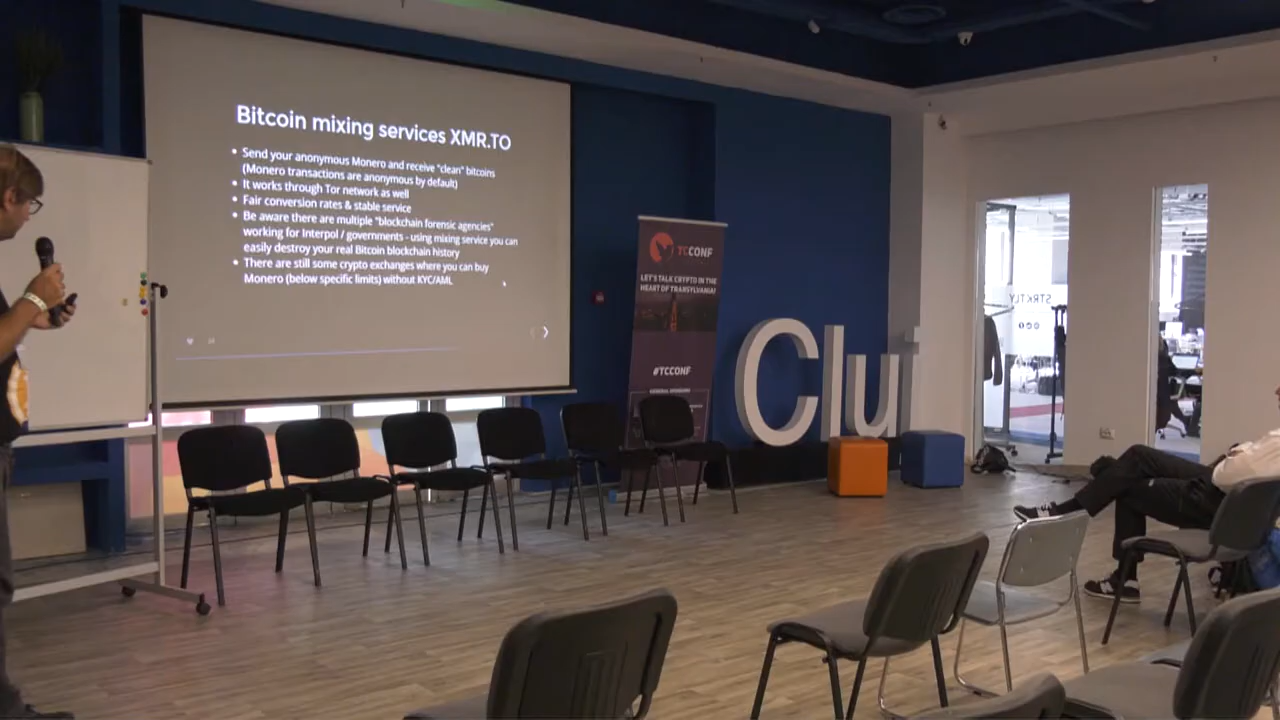 Bitcoin mixing services XMR.TO
• Send your anonymous Monero and receive "clean" bitcoins
(Monero transactions are anonymous by default)
• It works through Tor network as well
• Fair conversion rates & stable service
• Be aware there are multiple "blockchain forensic agencies"
working for Interpol / governments - using mixing service you can
easily destroy your real Bitcoin blockchain history
• There are still some crypto exchanges where you can buy
Monero (below specific limits) without KYC/AML
TCCONF
LET'S TALK CRYPTO IN THE
HEART OF TRANSYLVANIA!
#TCCONF
Cluj
STRKTLY